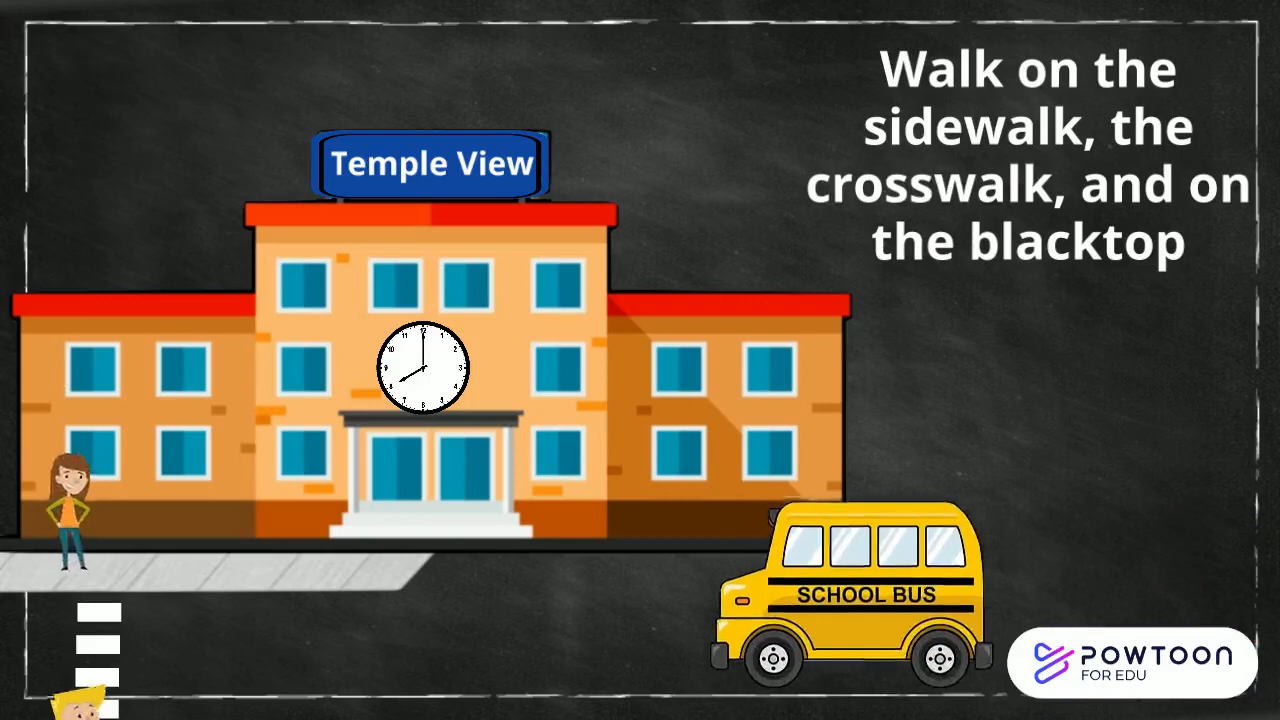 Walk on the
sidewalk, the
crosswalk, and on
the blacktop
Temple View
SCHOOL BUS
POWTOON
FOR EDU